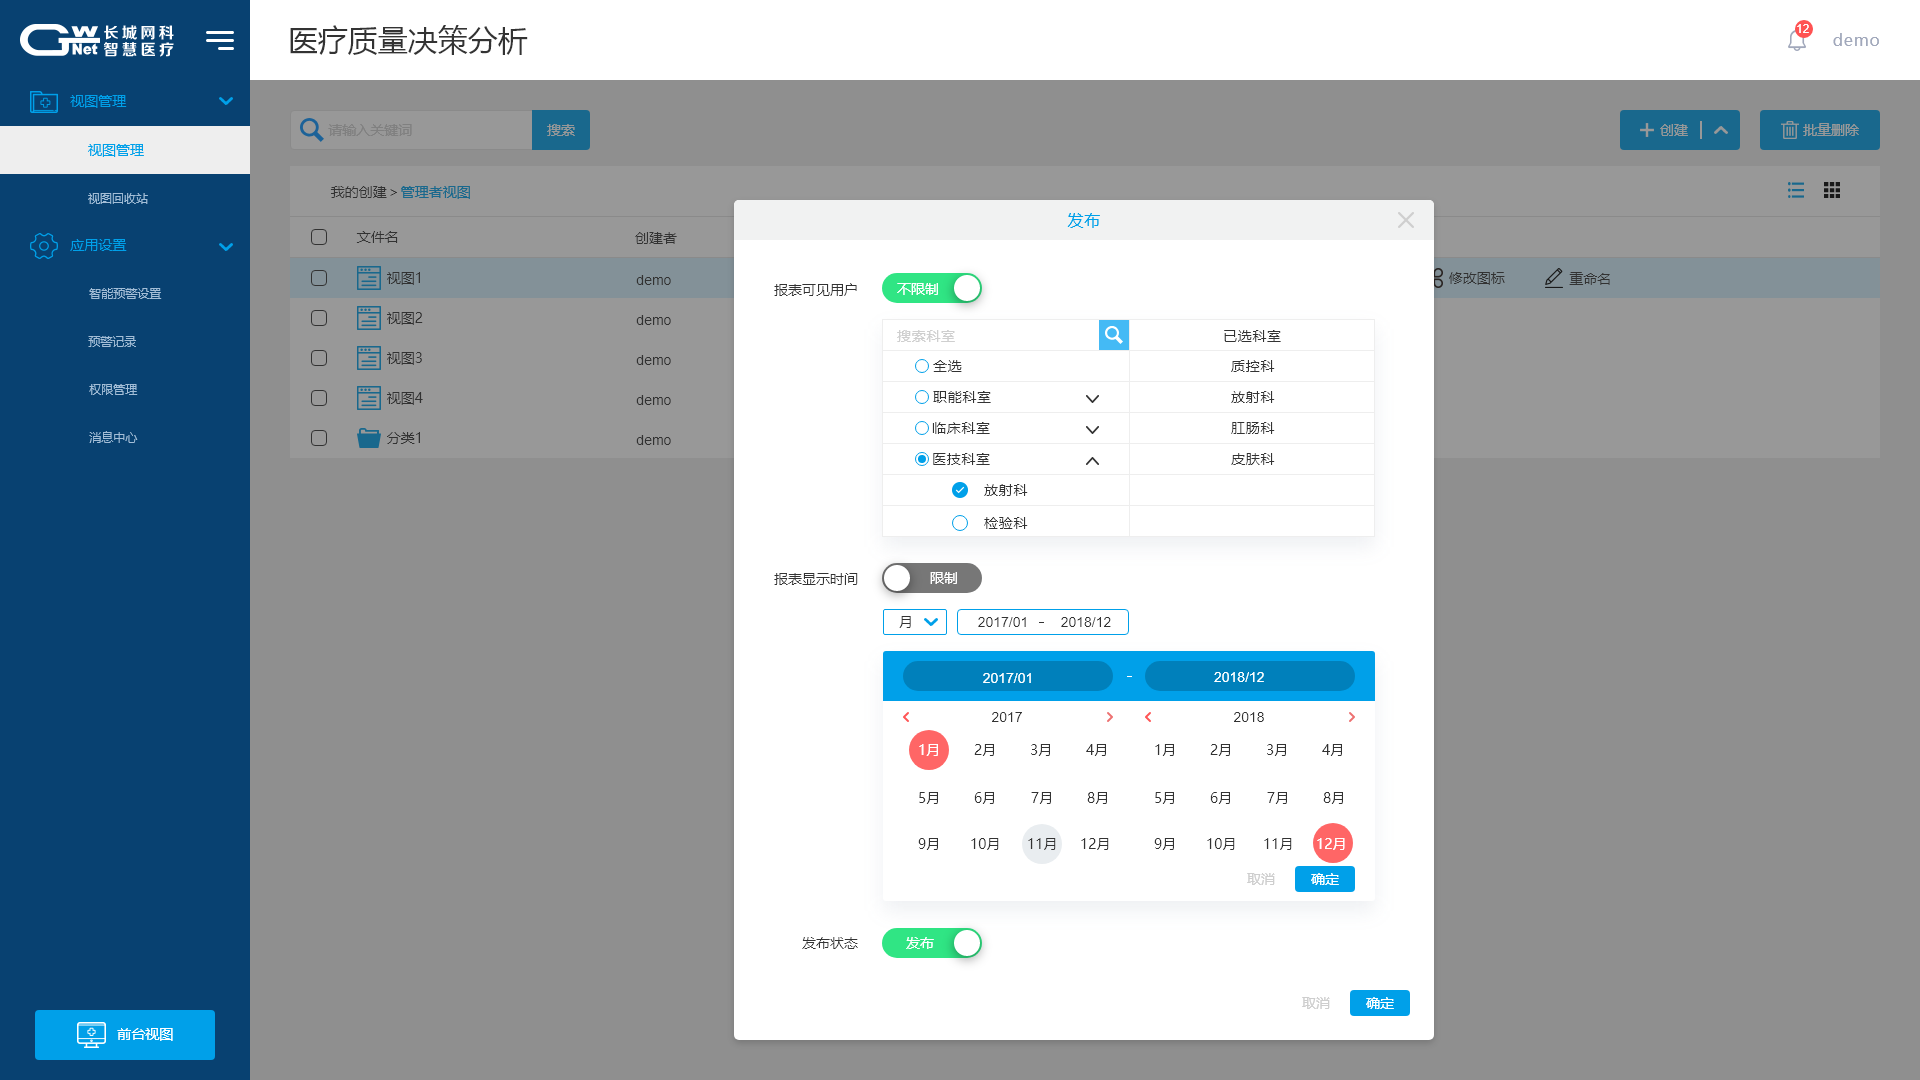 GWNet 长城网科 智慧医疗
医疗质量决策分析
12
demo
视图管理
视图管理
视图回收站
应用设置
智能预警设置
预警记录
权限管理
消息中心
前台视图
请输入关键词 搜索
创建
批量删除
我的创建 > 管理者视图
文件名 创建者
视图1 demo 修改图标 重命名
视图2 demo
视图3 demo
视图4 demo
分类1 demo
发布
报表可见用户 不限制
搜索科室 已选科室
全选 质控科
职能科室 放射科
临床科室 肛肠科
医技科室 皮肤科
放射科
检验科
报表显示时间 限制
月 2017/01 - 2018/12
2017/01 - 2018/12
2017 2018
1月 2月 3月 4月 1月 2月 3月 4月
5月 6月 7月 8月 5月 6月 7月 8月
9月 10月 11月 12月 9月 10月 11月 12月
取消 确定
发布状态 发布
取消 确定